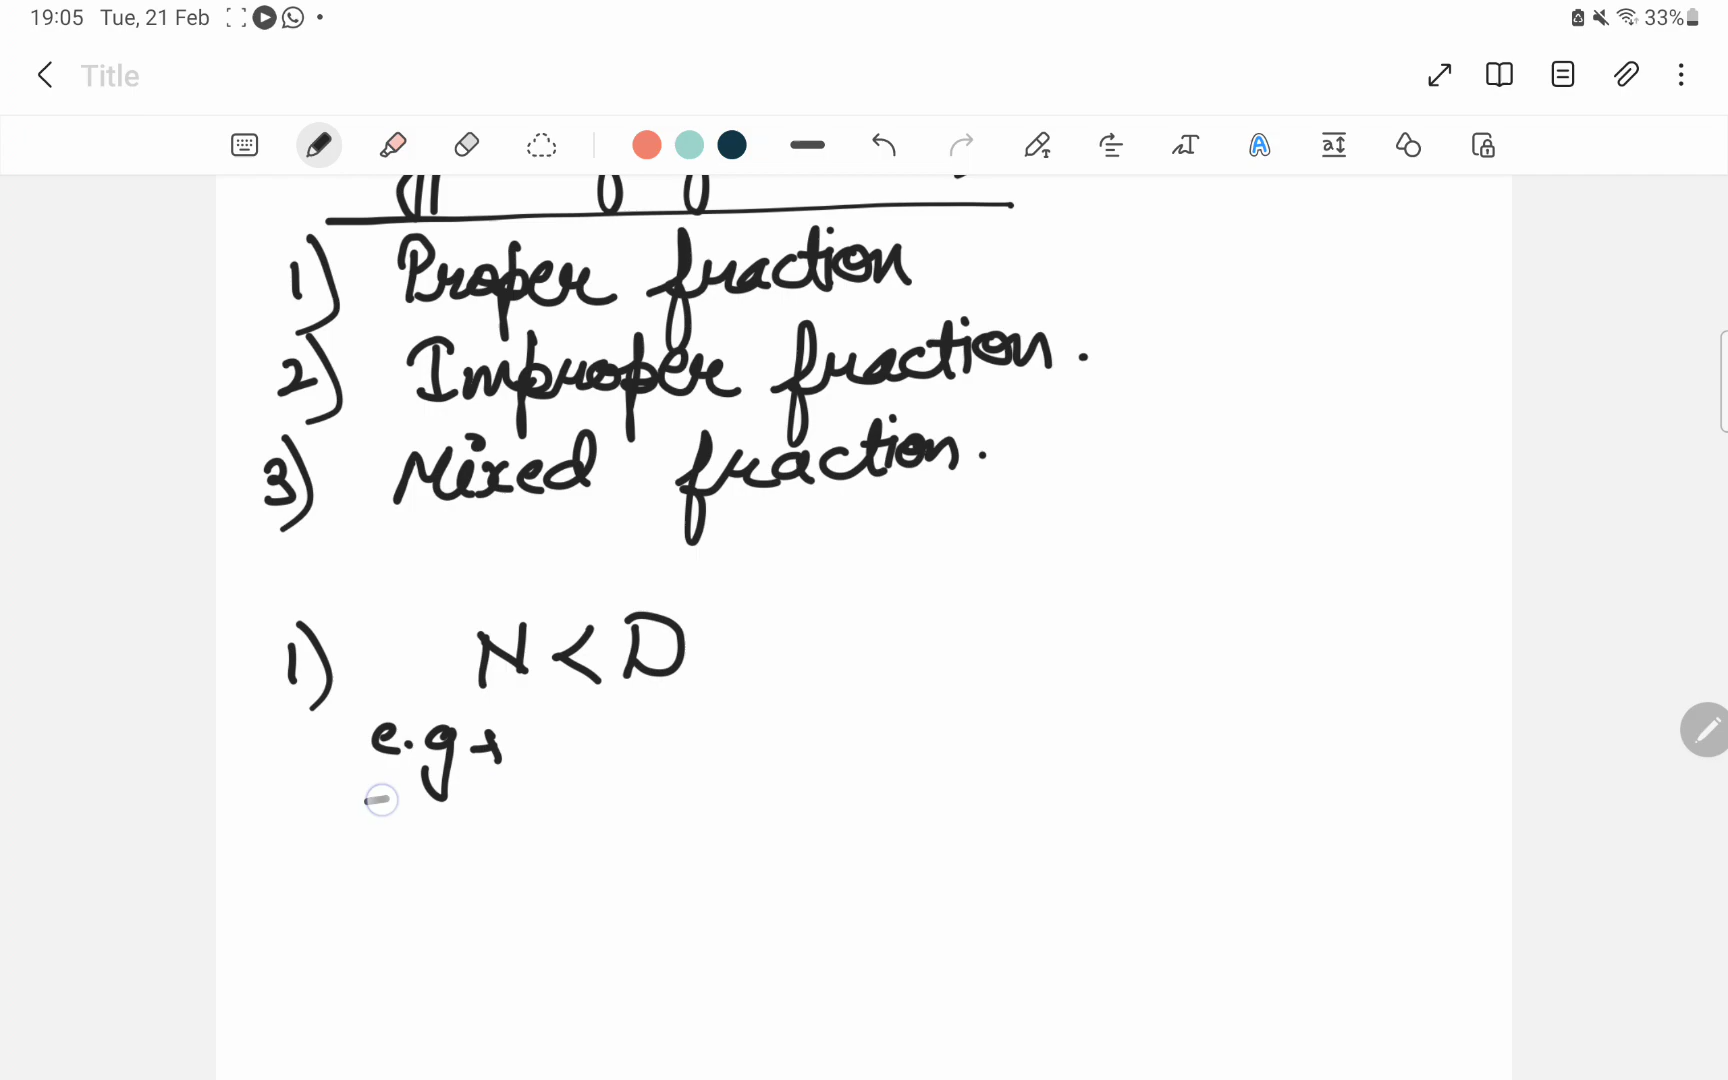 19:05 Tue, 21 Feb 33%
Title
1) Proper fraction
2) Improper fraction.
3) Mixed fraction.
1) N < D
e.g →